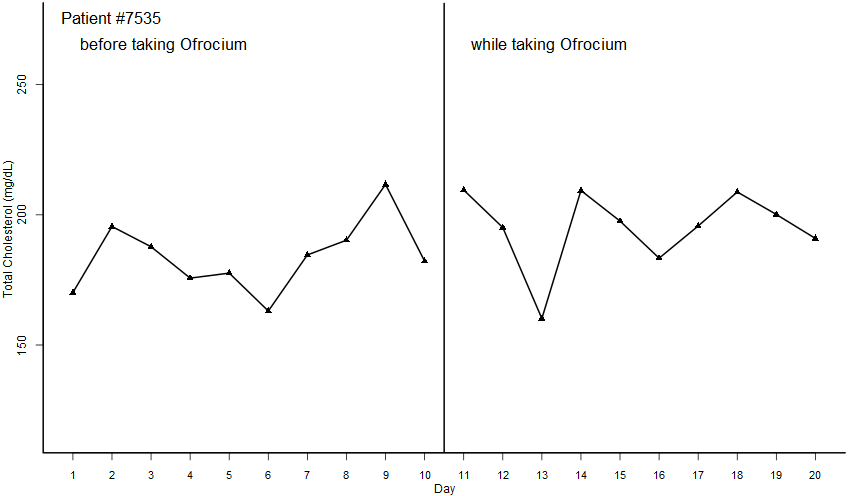 Patient #7535
before taking Ofrocium
while taking Ofrocium
Total Cholesterol (mg/dL)
250
200
150
1 2 3 4 5 6 7 8 9 10 11 12 13 14 15 16 17 18 19 20
Day